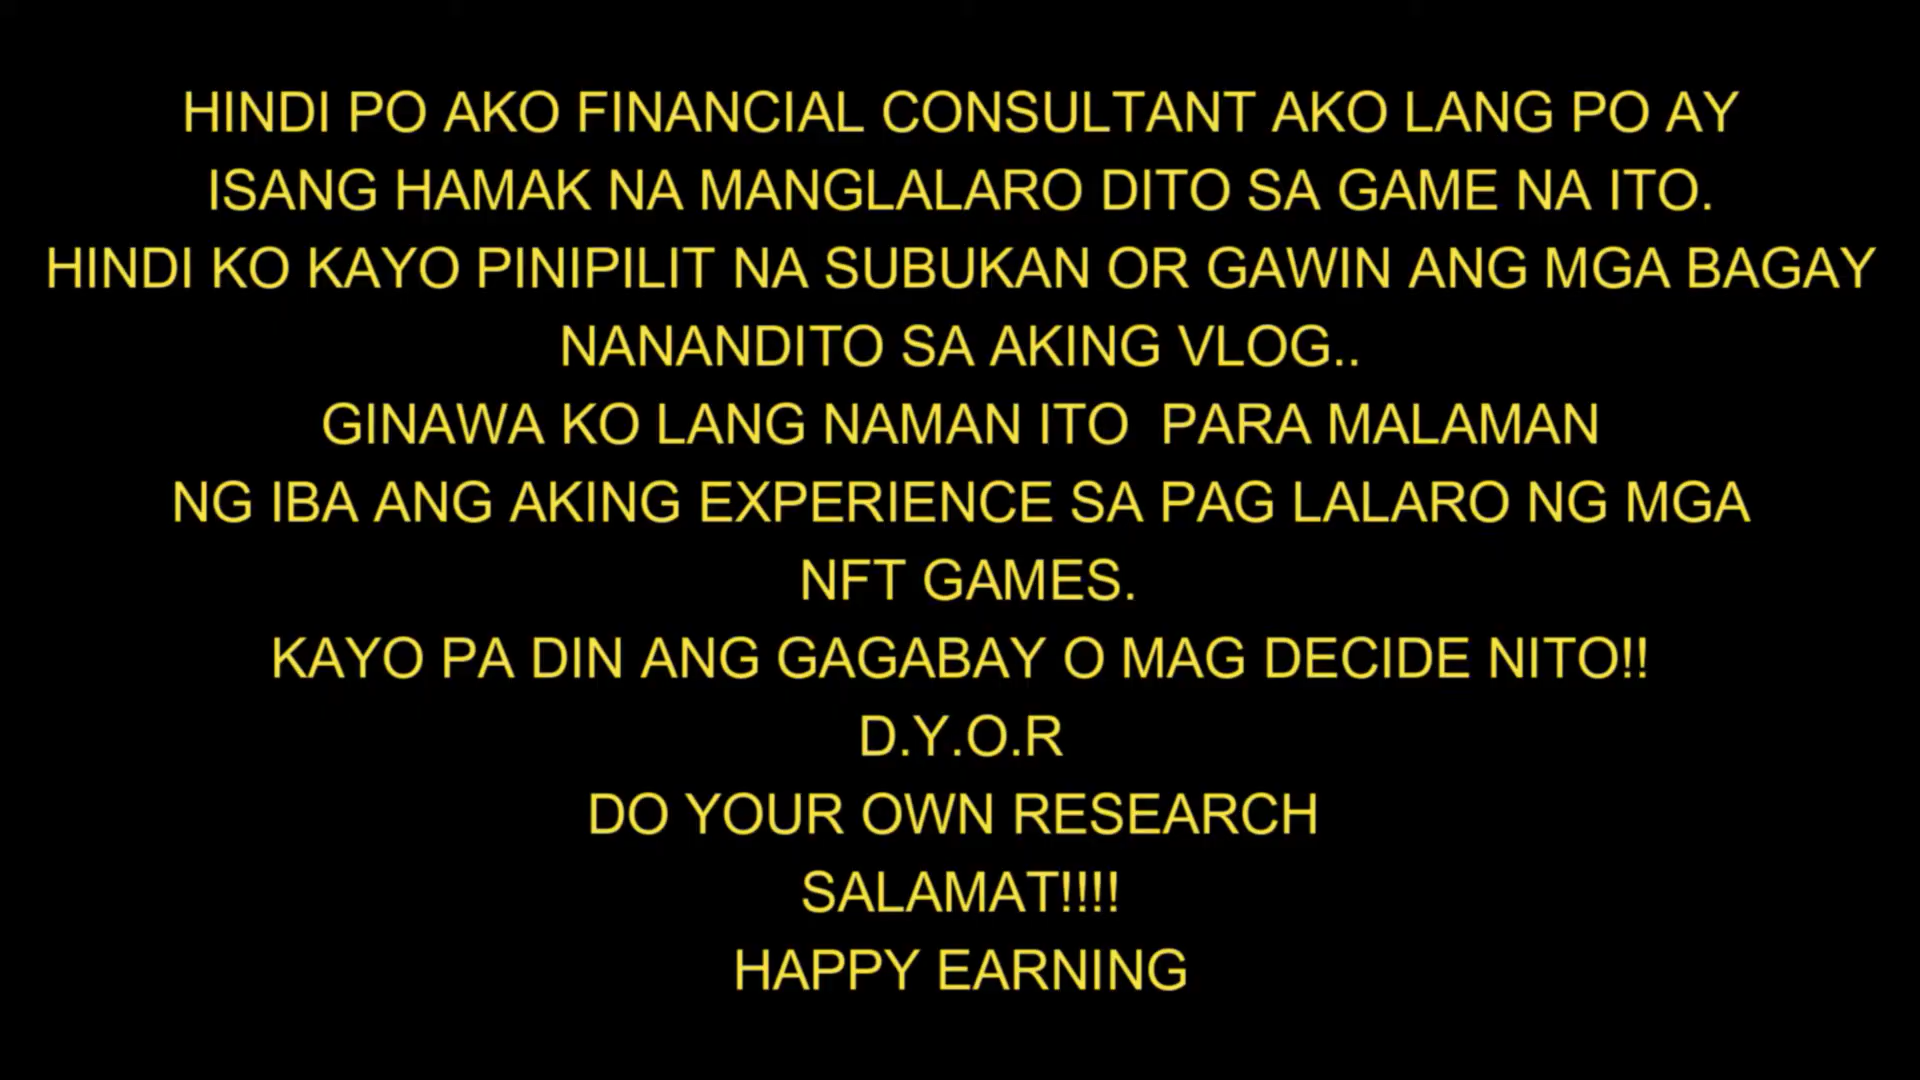 HINDI PO AKO FINANCIAL CONSULTANT AKO LANG PO AY
ISANG HAMAK NA MANGLALARO DITO SA GAME NA ITO.
HINDI KO KAYO PINIPILIT NA SUBUKAN OR GAWIN ANG MGA BAGAY
NANANDITO SA AKING VLOG..
GINAWA KO LANG NAMAN ITO  PARA MALAMAN
NG IBA ANG AKING EXPERIENCE SA PAG LALARO NG MGA
NFT GAMES.
KAYO PA DIN ANG GAGABAY O MAG DECIDE NITO!!
D.Y.O.R
DO YOUR OWN RESEARCH
SALAMAT!!!!
HAPPY EARNING